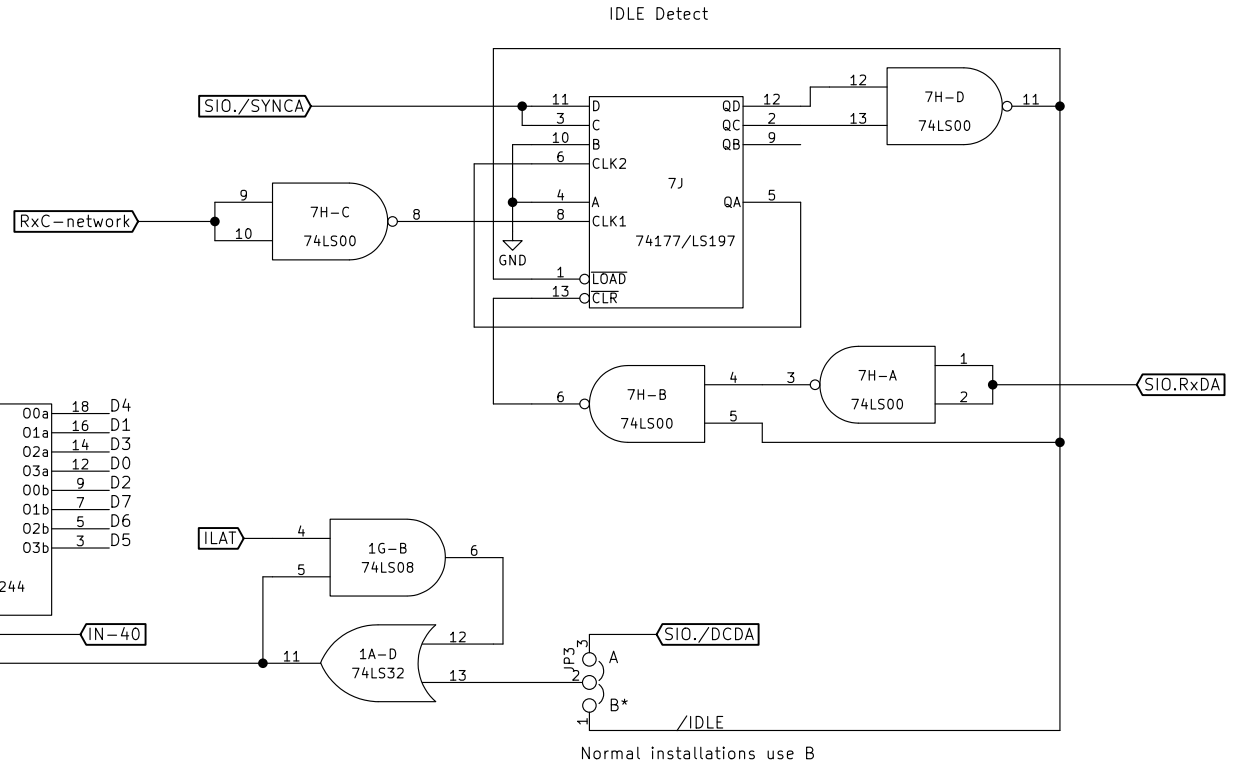 IDLE Detect
SIO./SYNCA
11 D
3 C
10 B
6 CLK2
4 A
8 CLK1
1 LOAD
13 CLR
7J
74177/LS197
QD 12
QC 2
QB 9
QA 5
12
13
7H-D
74LS00
11
RxC-network
9
10
7H-C
74LS00
8
GND
1
2
7H-A
74LS00
3
SIO.RxDA
4
5
7H-B
74LS00
6
O0a 18 D4
O1a 16 D1
O2a 14 D3
O3a 12 D0
O0b 9 D2
O1b 7 D7
O2b 5 D6
O3b 3 D5
244
IN-40
ILAT
4
5
1G-B
74LS08
6
12
13
1A-D
74LS32
11
SIO./DCDA
JP3
3 A
2
1 B*
/IDLE
Normal installations use B